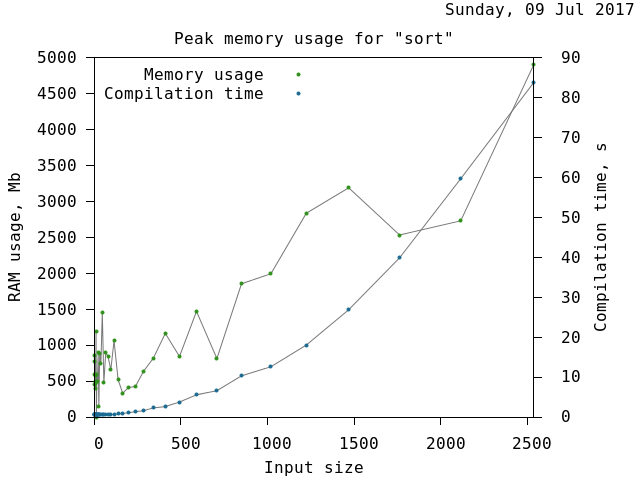 Sunday, 09 Jul 2017
Peak memory usage for "sort"
Memory usage
Compilation time
RAM usage, Mb
5000
4500
4000
3500
3000
2500
2000
1500
1000
500
0
Compilation time, s
90
80
70
60
50
40
30
20
10
0
0 500 1000 1500 2000 2500
Input size